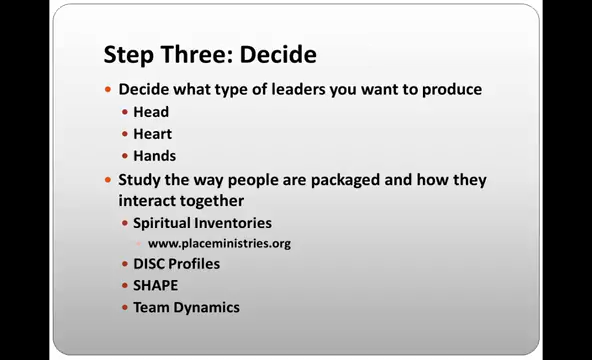 Step Three: Decide
Decide what type of leaders you want to produce
Head
Heart
Hands
Study the way people are packaged and how they
interact together
Spiritual Inventories
www.placeministries.org
DISC Profiles
SHAPE
Team Dynamics